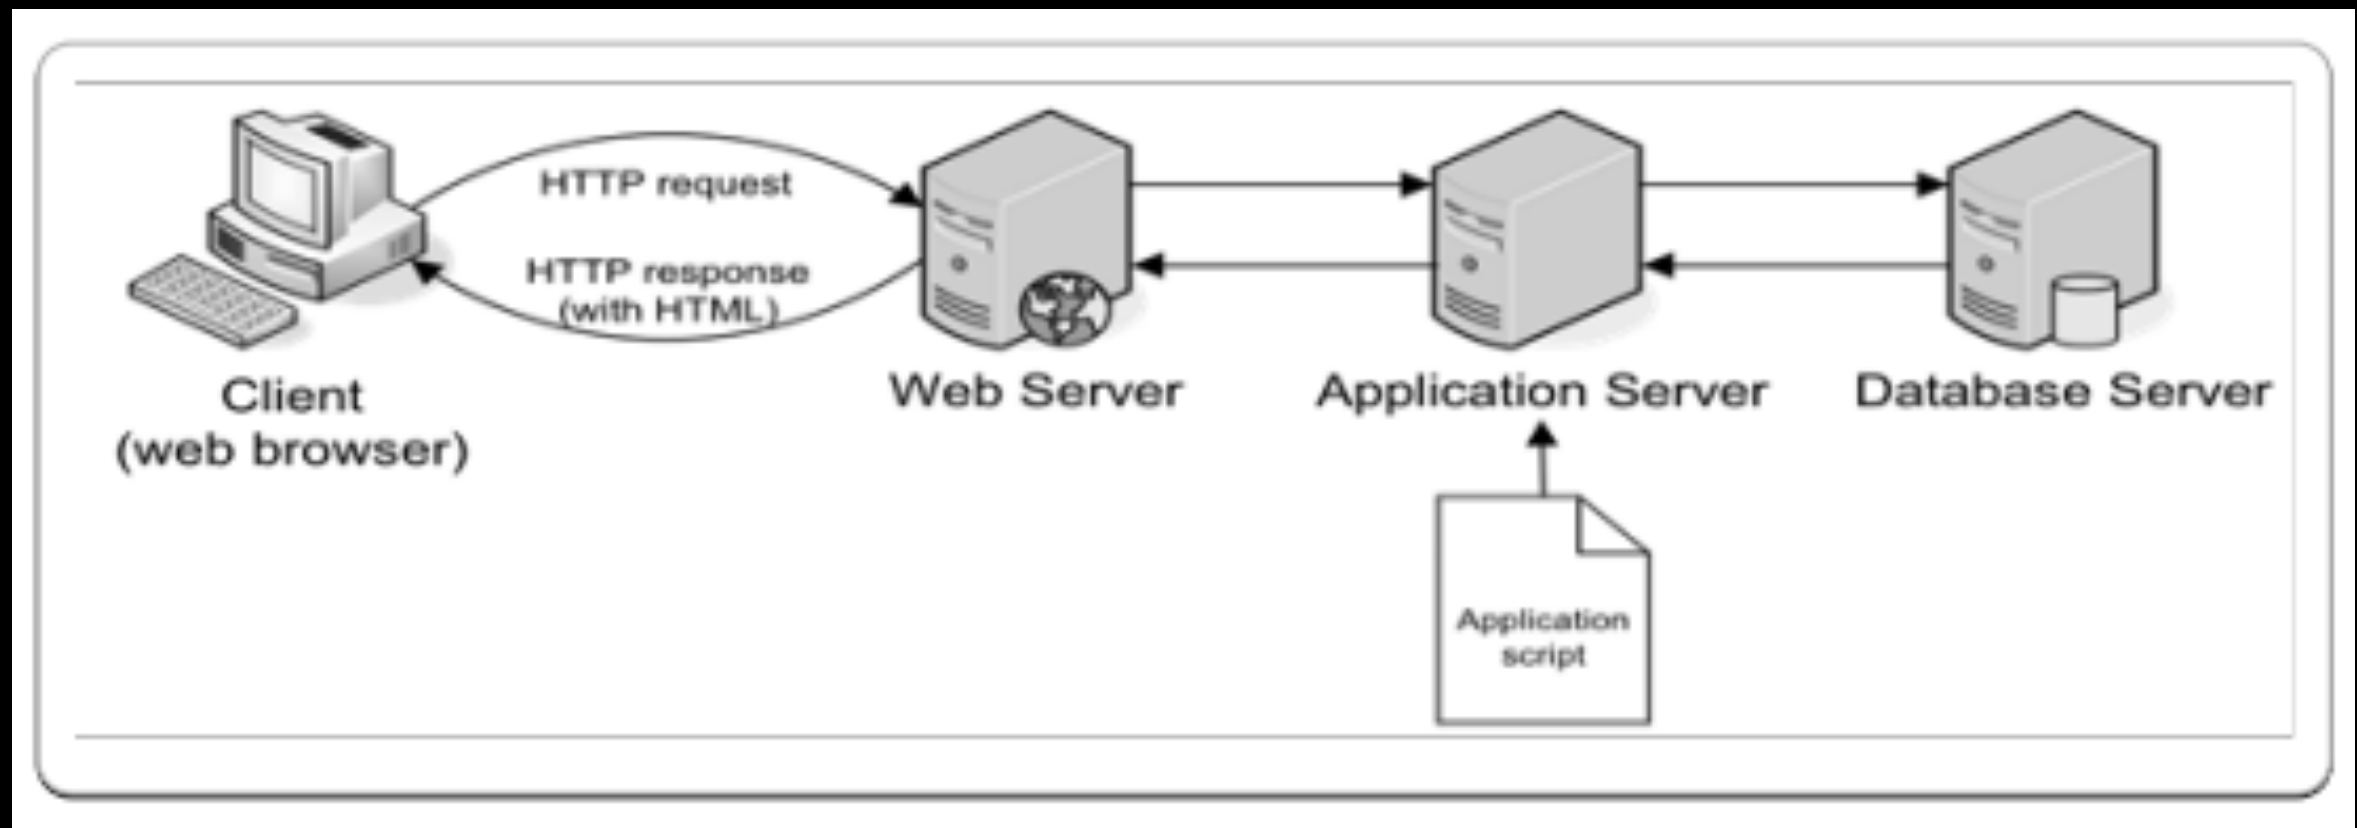 HTTP request
HTTP response
(with HTML)
Client
(web browser)
Web Server
Application Server
Database Server
Application
script